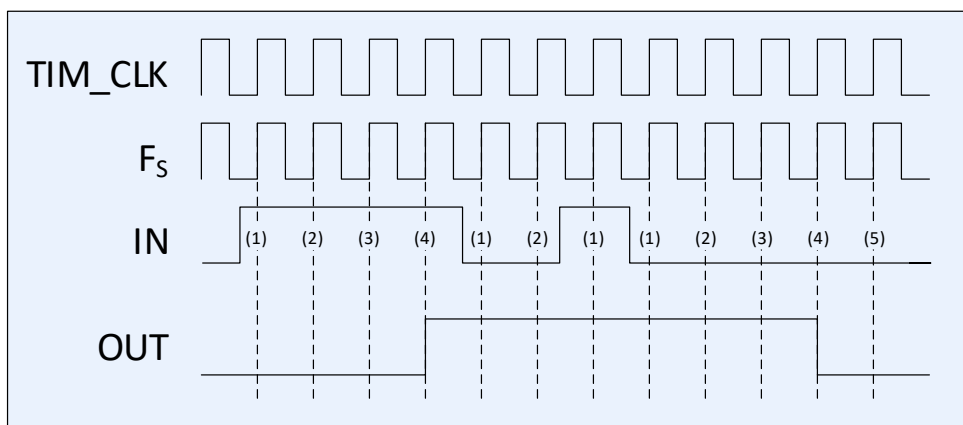 TIM_CLK
FS
IN (1) (2) (3) (4) (1) (2) (1) (1) (2) (3) (4) (5)
OUT